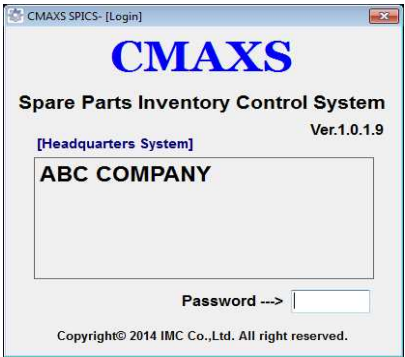 CMAXS SPICS- [Login]
CMAXS
Spare Parts Inventory Control System
Ver.1.0.1.9
[Headquarters System]
ABC COMPANY
Password --->
Copyright© 2014 IMC Co.,Ltd. All right reserved.